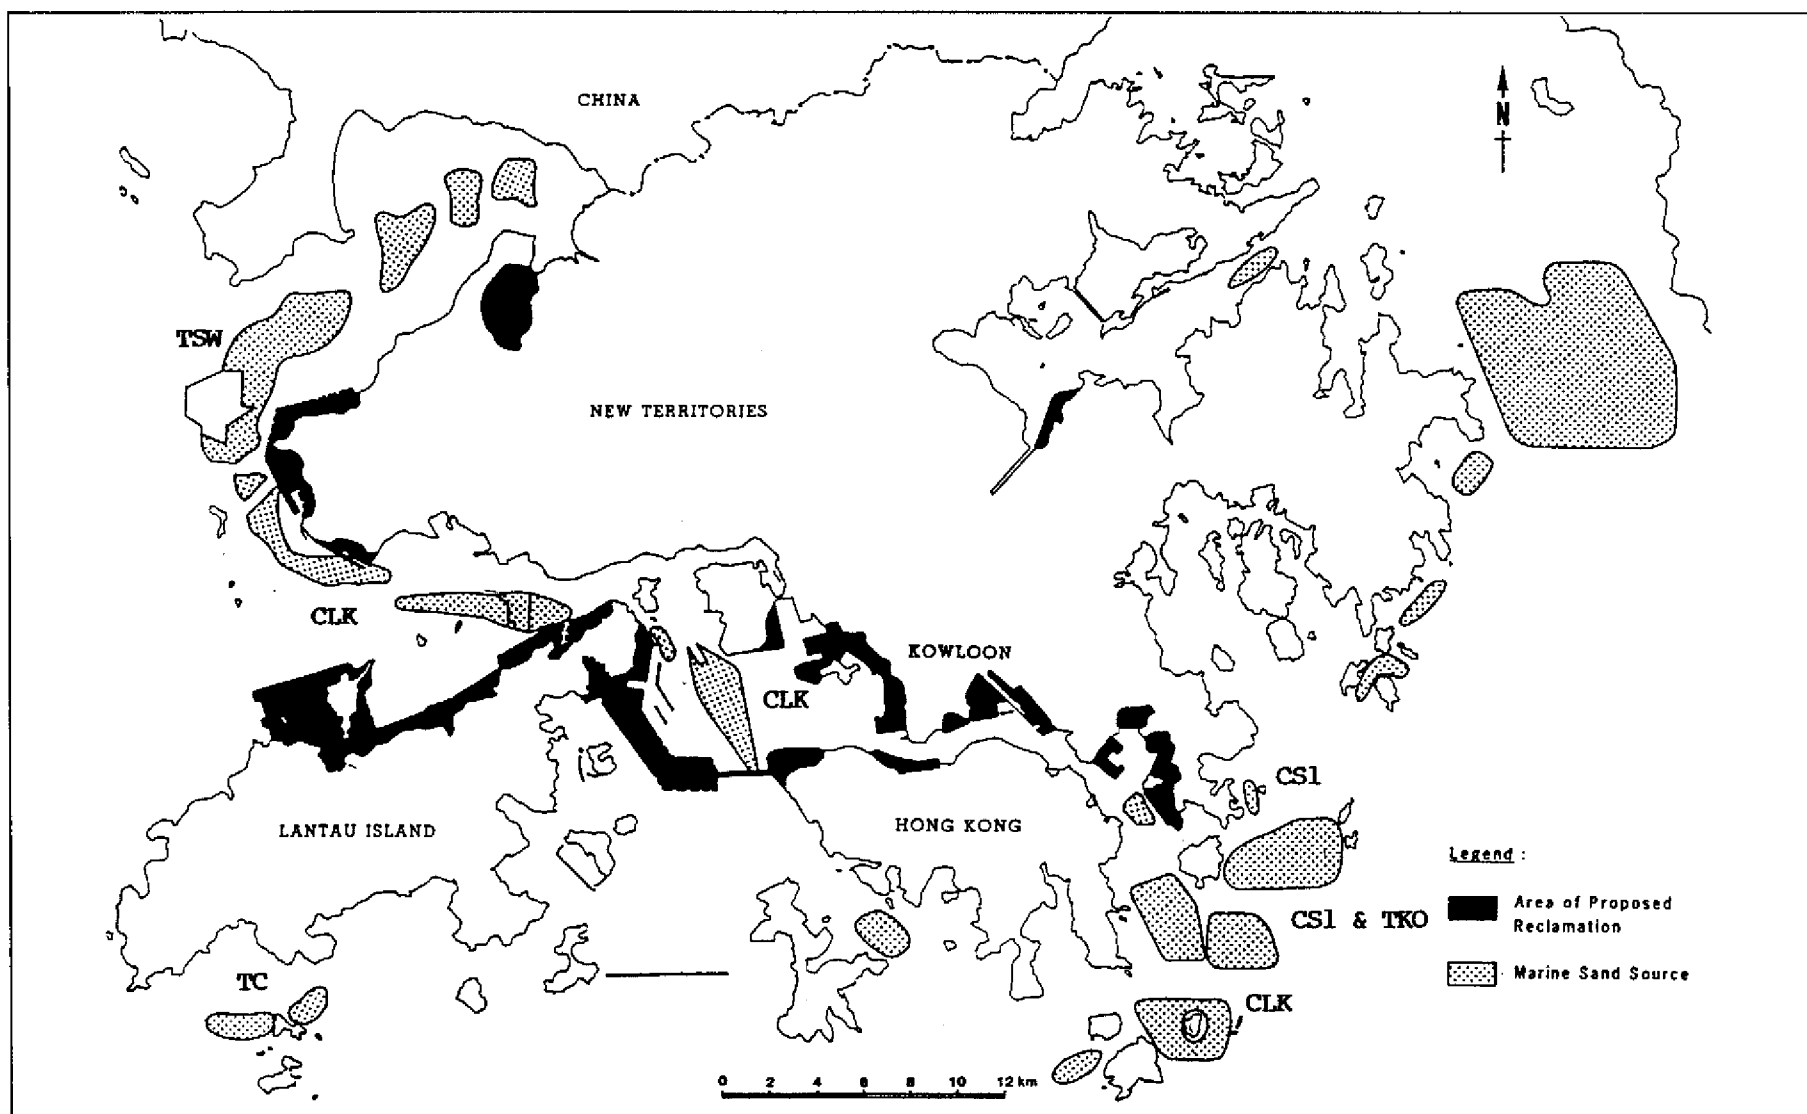 CHINA
N
TSW
NEW TERRITORIES
CLK
KOWLOON
CLK
CS1
LANTAU ISLAND
HONG KONG
Legend :
Area of Proposed
Reclamation
CS1 & TKO
Marine Sand Source
TC
CLK
0 2 4 6 8 10 12 km